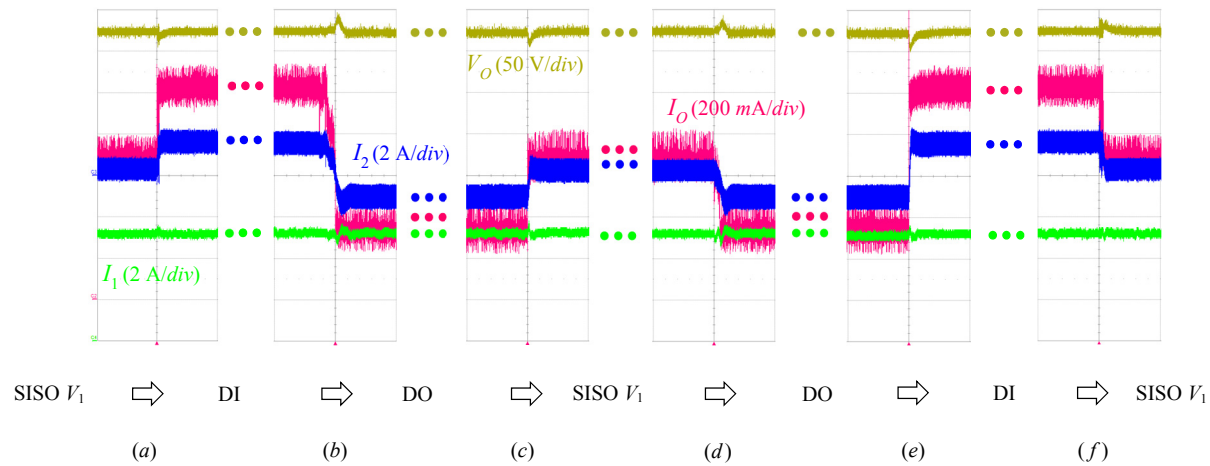 V_O (50 V/div)
I_O (200 mA/div)
I_2 (2 A/div)
I_1 (2 A/div)
SISO V_1 ⇨ DI ⇨ DO ⇨ SISO V_1 ⇨ DO ⇨ DI ⇨ SISO V_1
(a) (b) (c) (d) (e) (f)